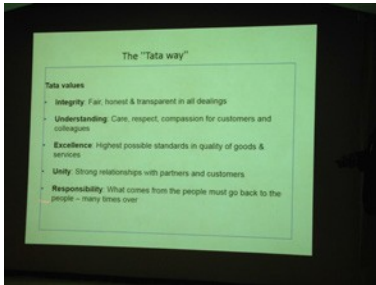 The "Tata way"
Tata values
• Integrity: Fair, honest & transparent in all dealings
• Understanding: Care, respect, compassion for customers and
colleagues
• Excellence: Highest possible standards in quality of goods &
services
• Unity: Strong relationships with partners and customers
• Responsibility: What comes from the people must go back to the
people – many times over